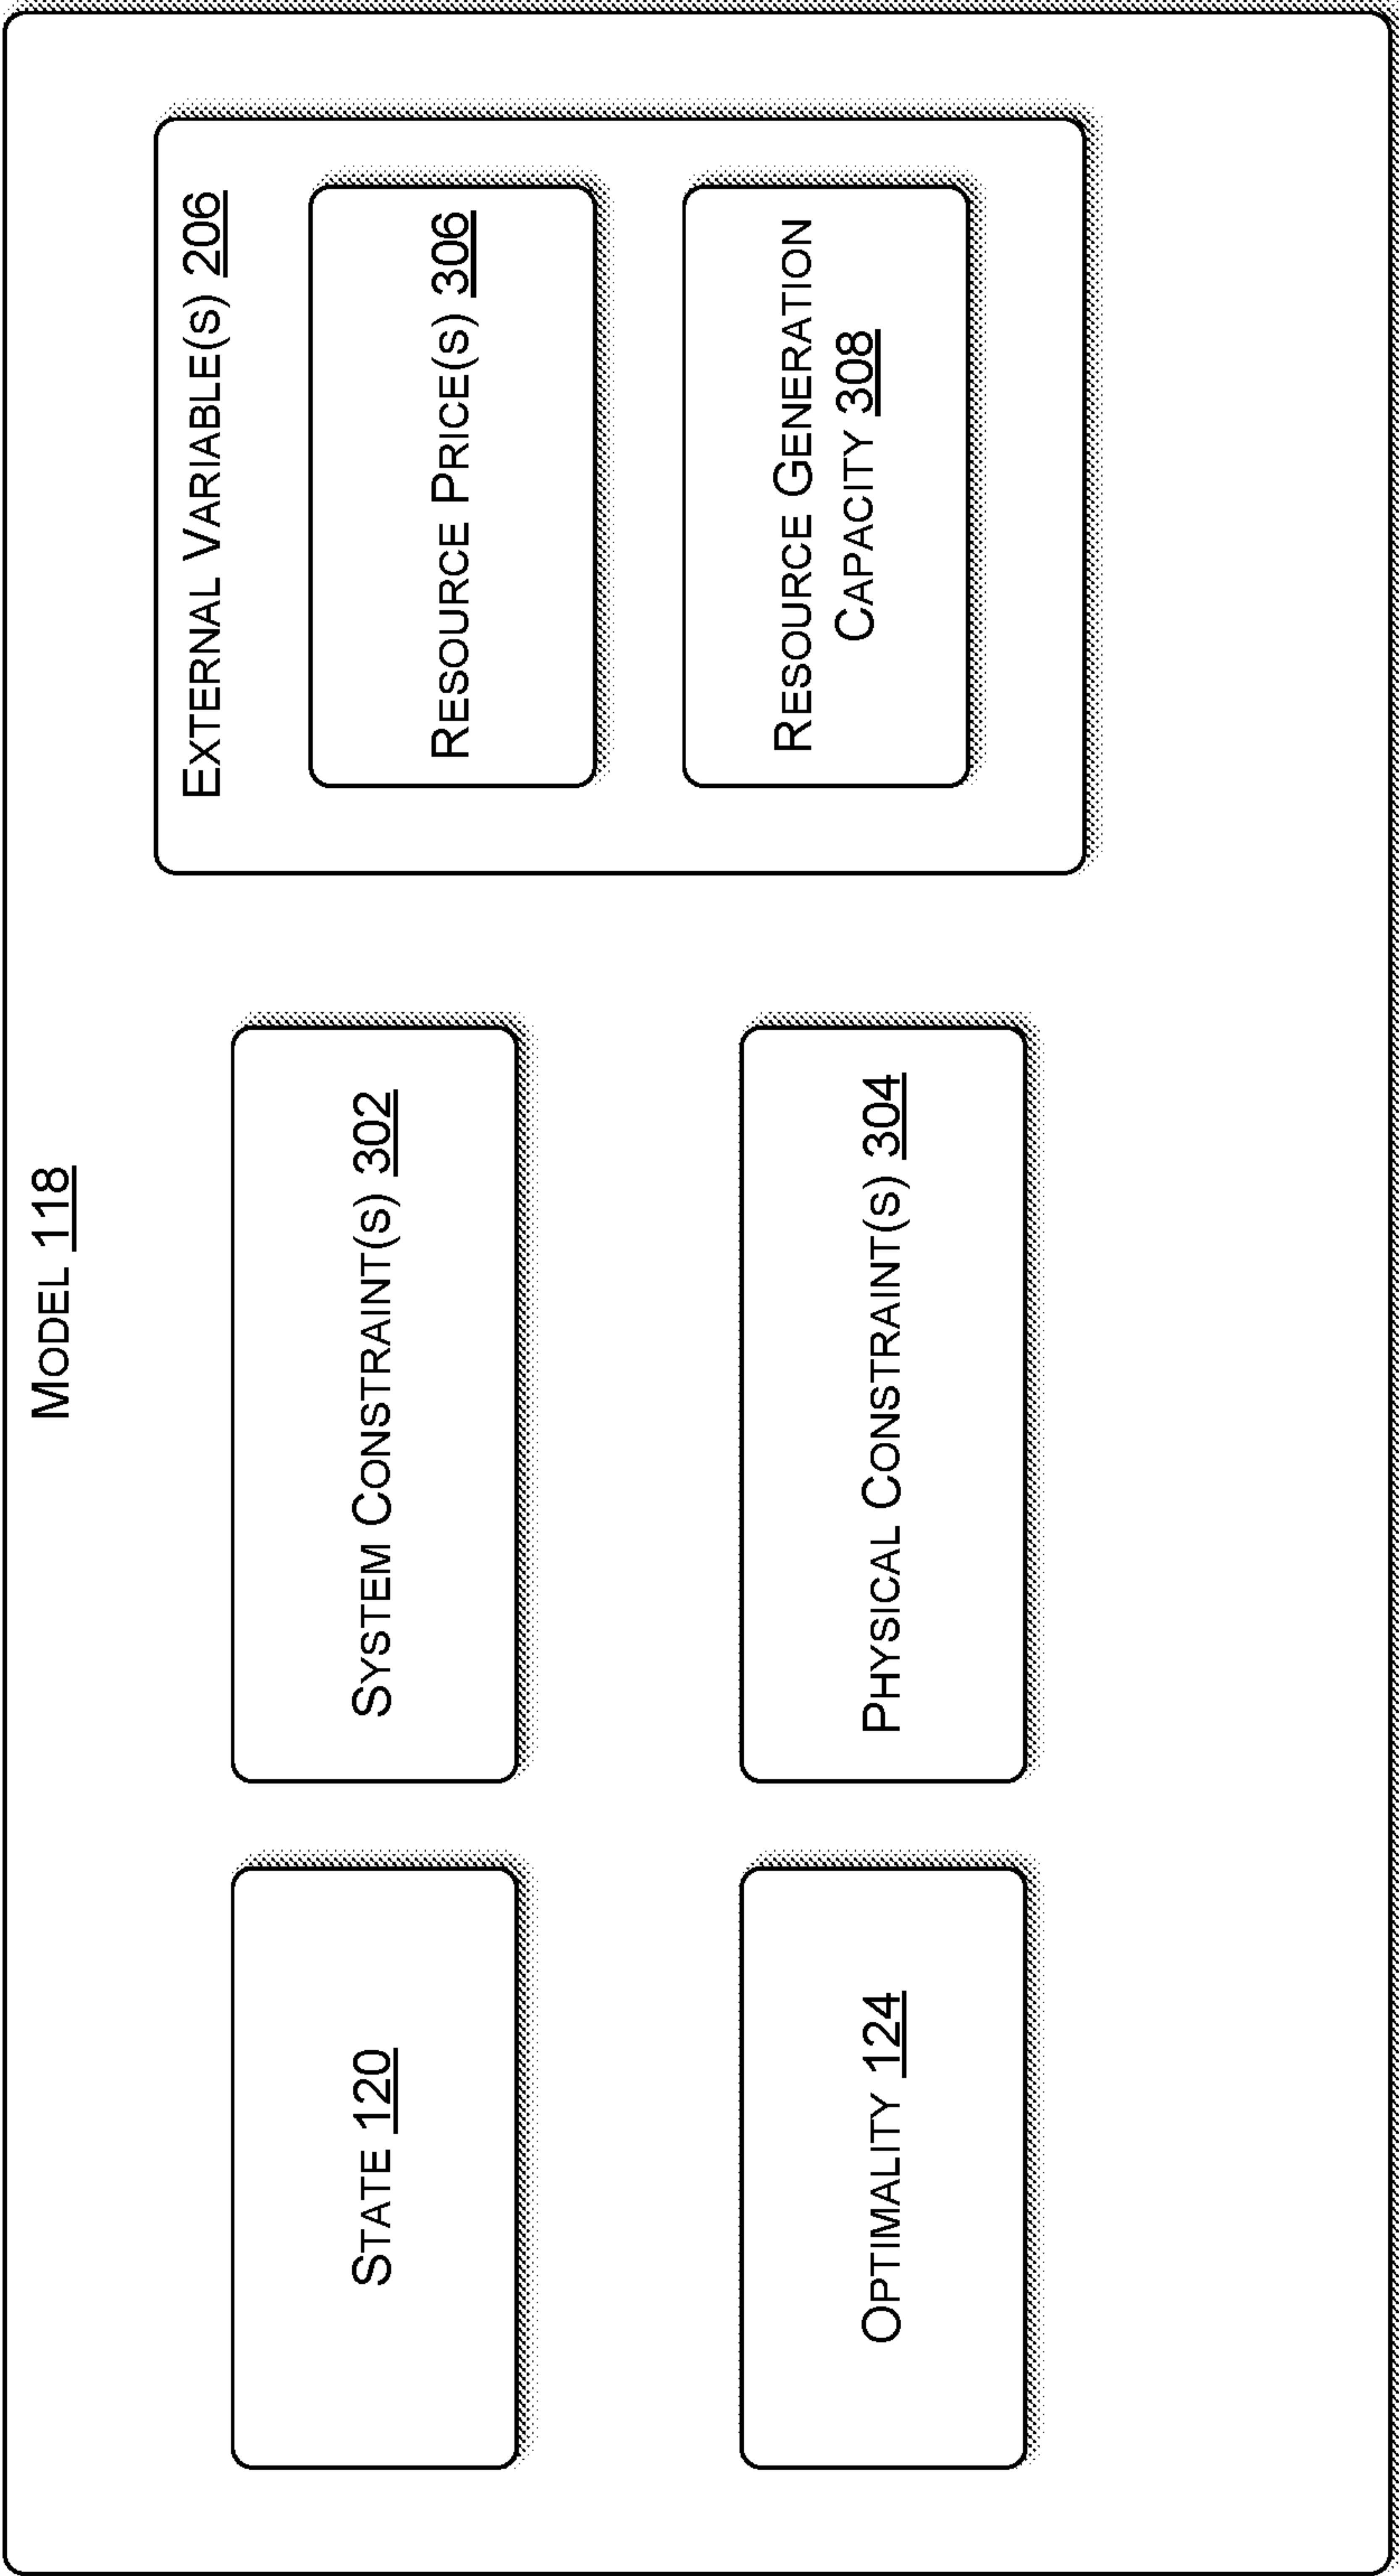 MODEL 118
STATE 120
SYSTEM CONSTRAINT(S) 302
OPTIMALITY 124
PHYSICAL CONSTRAINT(S) 304
EXTERNAL VARIABLE(S) 206
RESOURCE PRICE(S) 306
RESOURCE GENERATION
CAPACITY 308